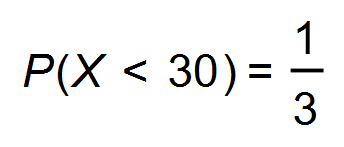 P(X < 30) = 1/3